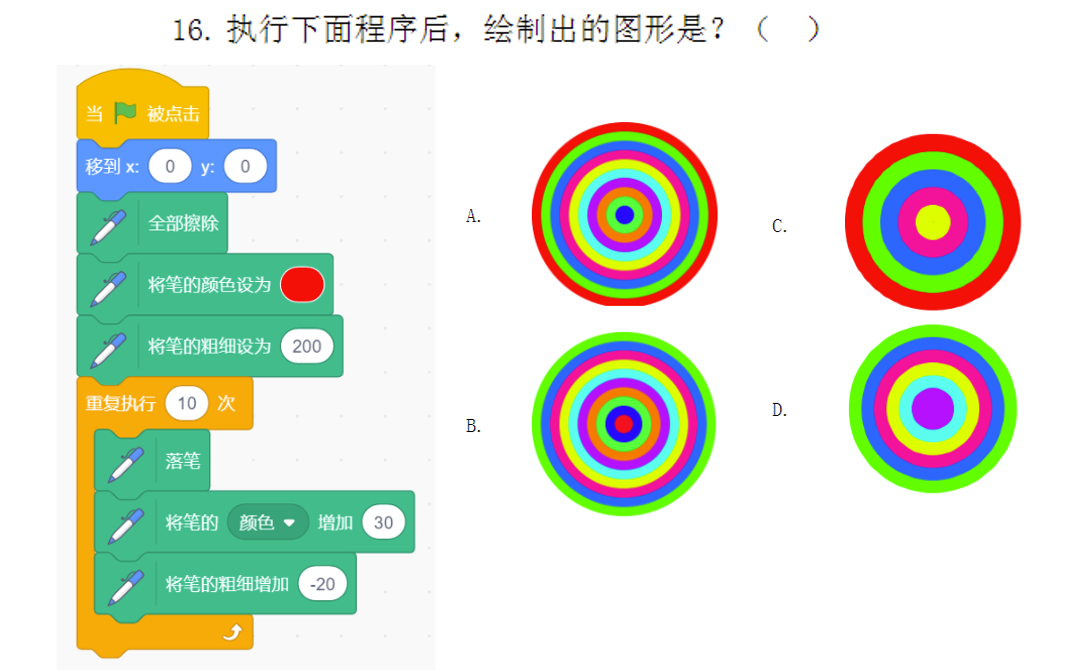 16. 执行下面程序后，绘制出的图形是？（ ）
当 被点击
移到 x: 0 y: 0
全部擦除
将笔的颜色设为
将笔的粗细设为 200
重复执行 10 次
落笔
将笔的 颜色 增加 30
将笔的粗细增加 -20
A.
C.
B.
D.